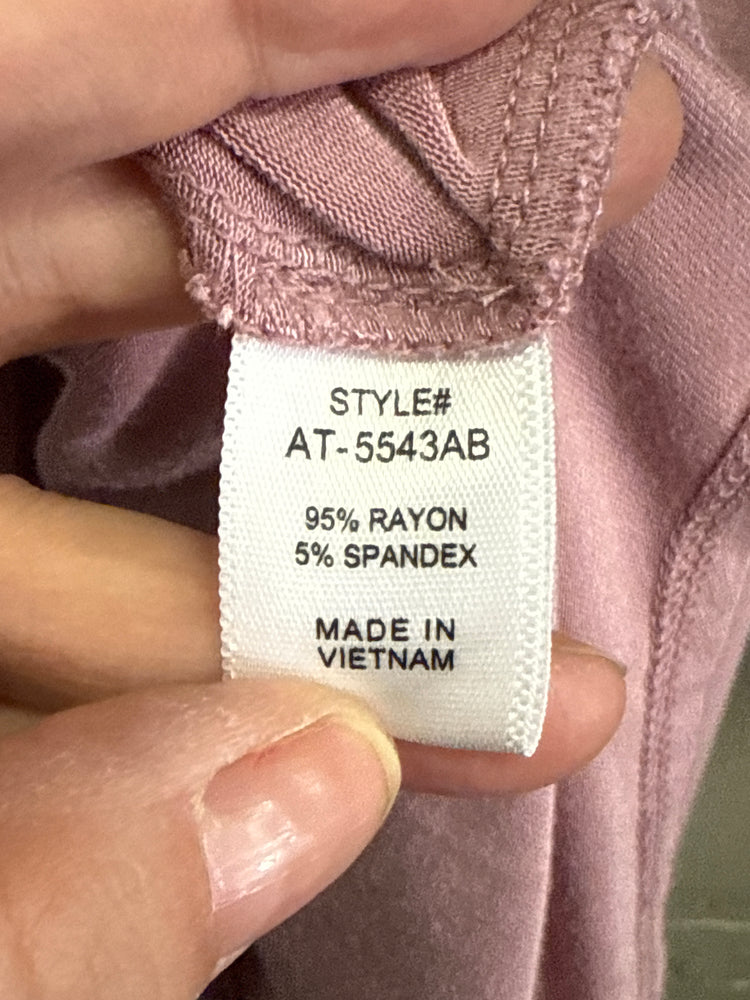 STYLE#
AT-5543AB
95% RAYON
5% SPANDEX
MADE IN
VIETNAM